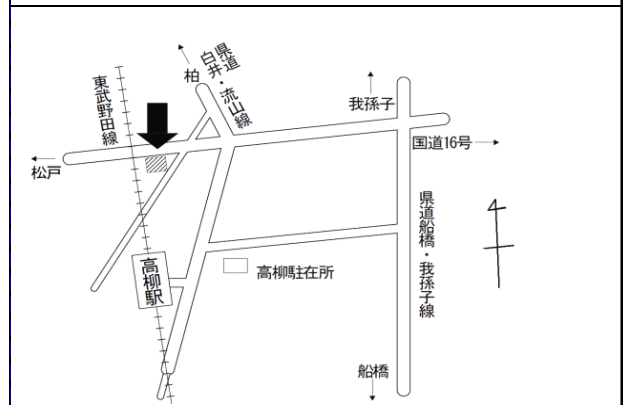 柏
県道
白井・流山線
東武野田線
我孫子
国道16号
松戸
県道船橋・我孫子線
高柳駅
高柳駐在所
船橋